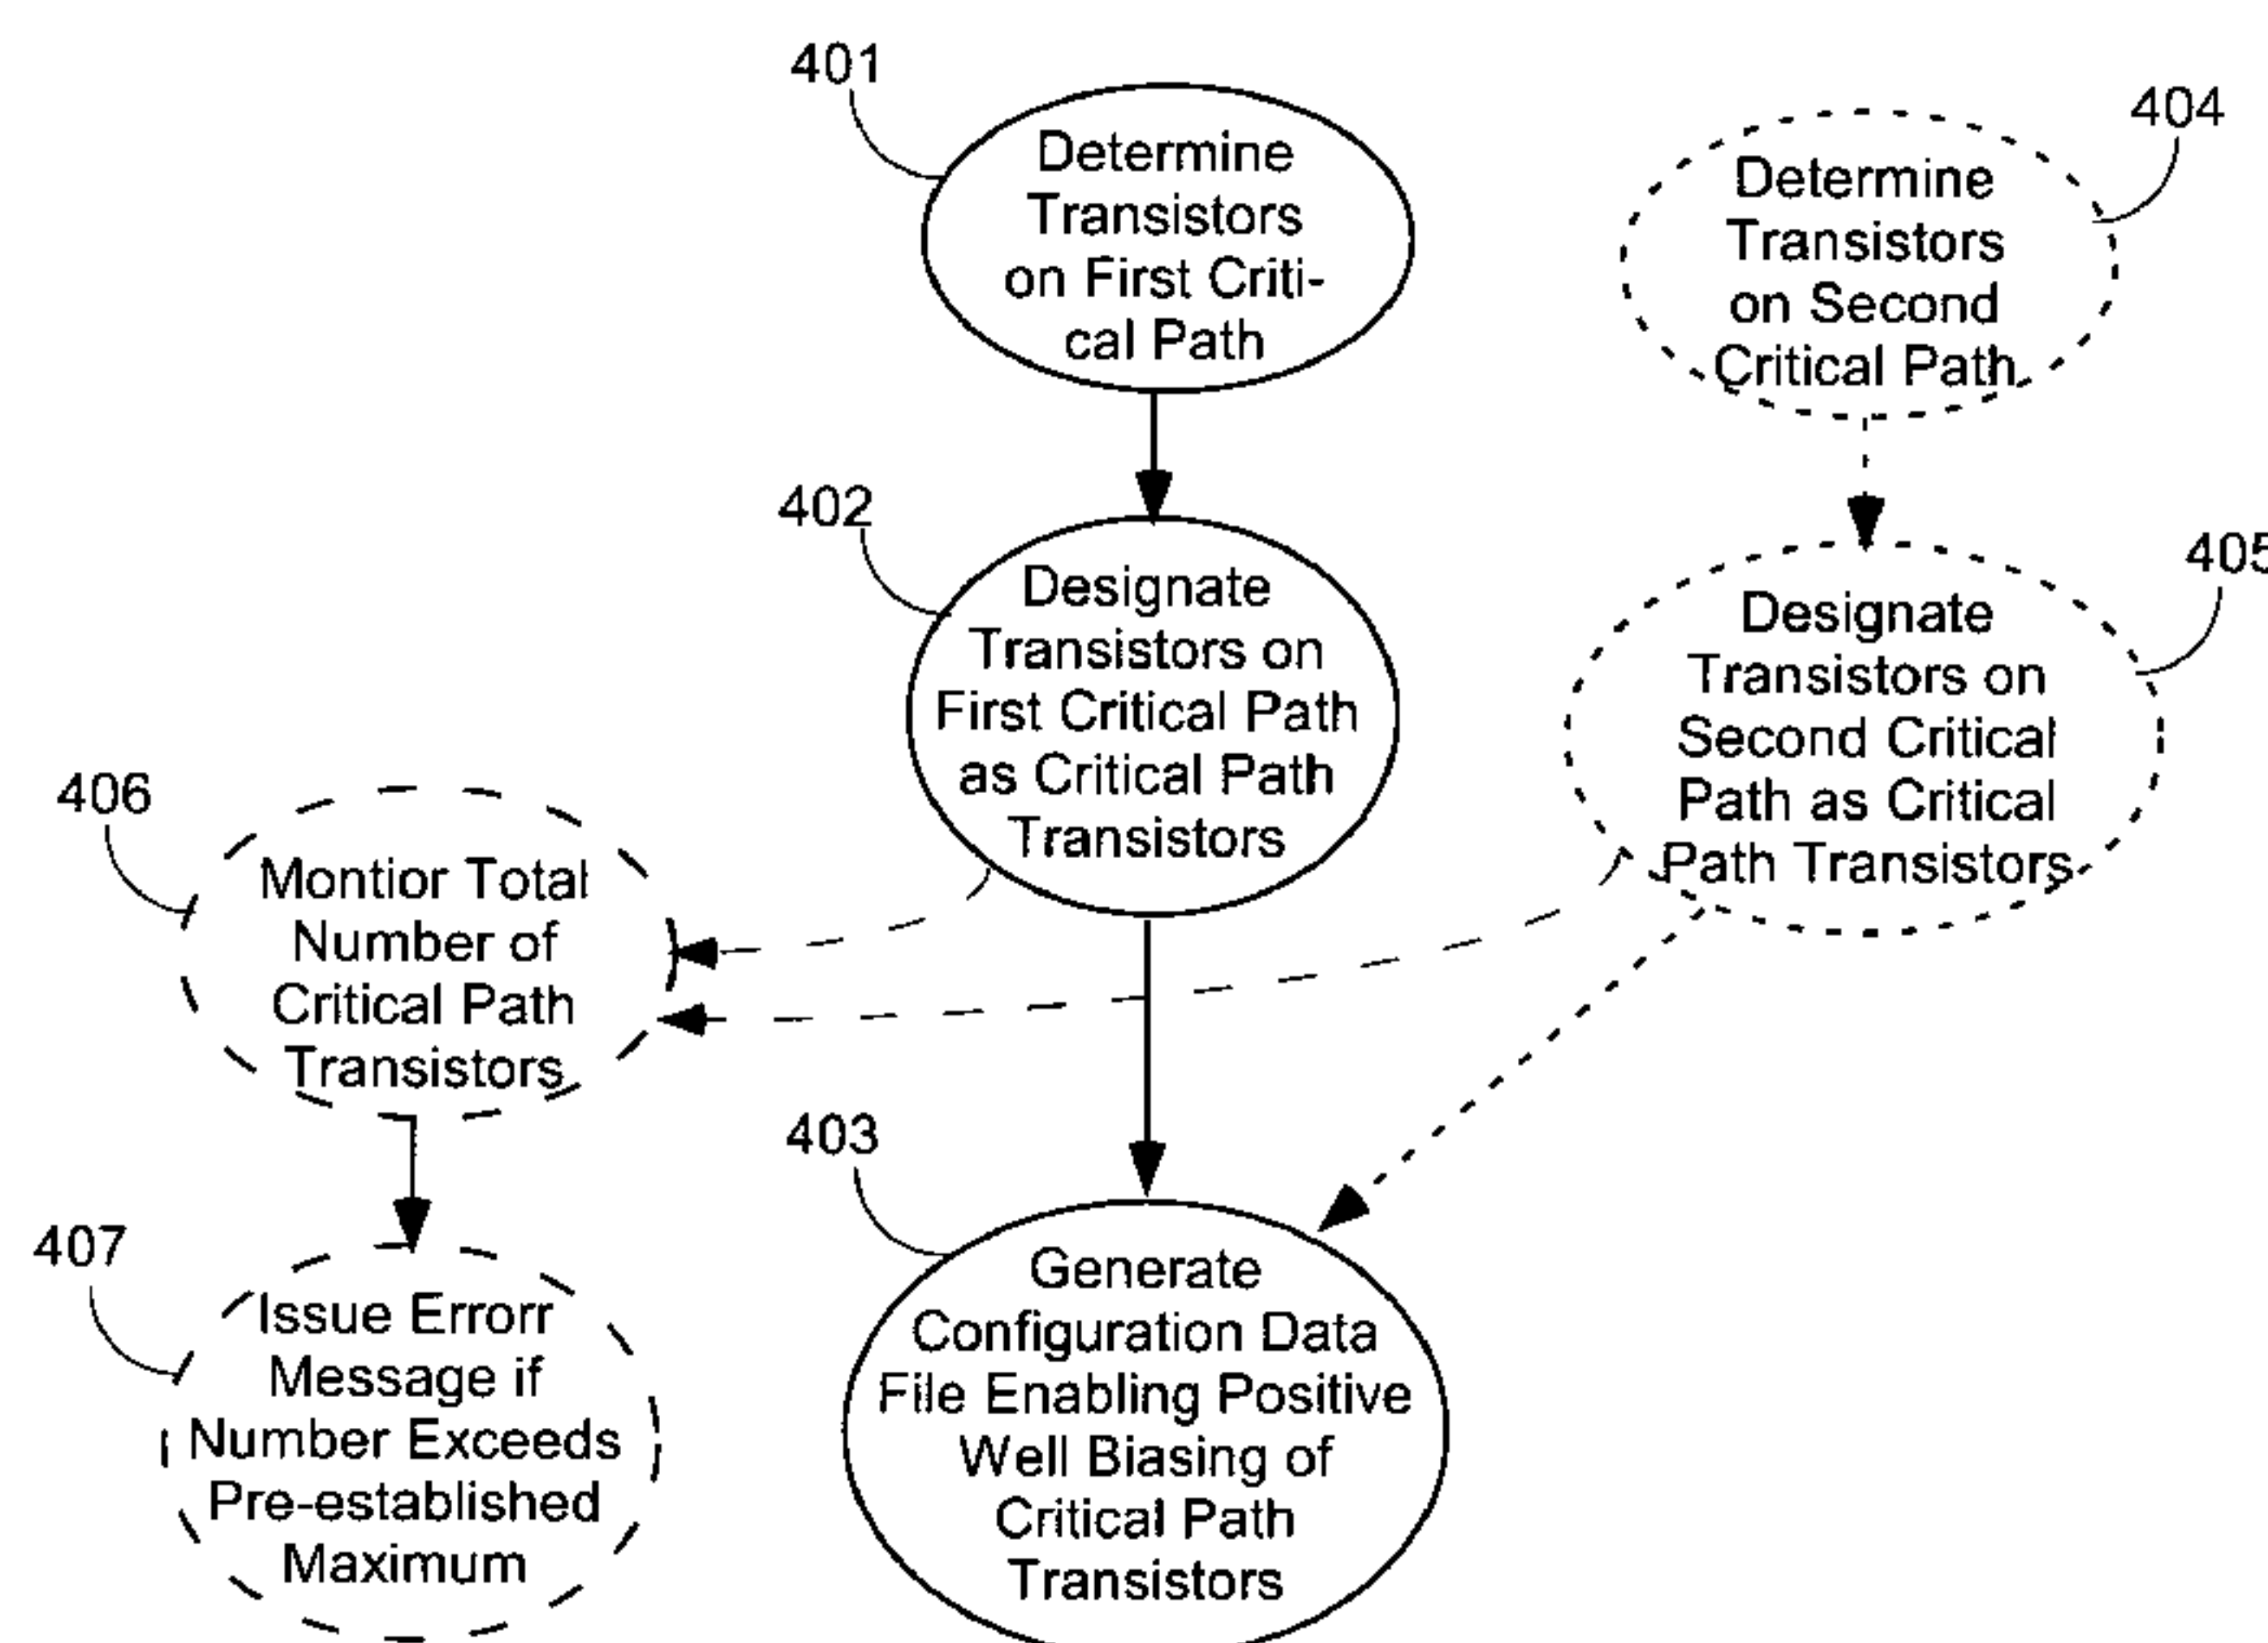 401
Determine
Transistors
on First Criti-
cal Path
404
Determine
Transistors
on Second
Critical Path
402
Designate
Transistors on
First Critical Path
as Critical Path
Transistors
405
Designate
Transistors on
Second Critical
Path as Critical
Path Transistors
406
Montior Total
Number of
Critical Path
Transistors
403
Generate
Configuration Data
File Enabling Positive
Well Biasing of
Critical Path
Transistors
407
Issue Errorr
Message if
Number Exceeds
Pre-established
Maximum